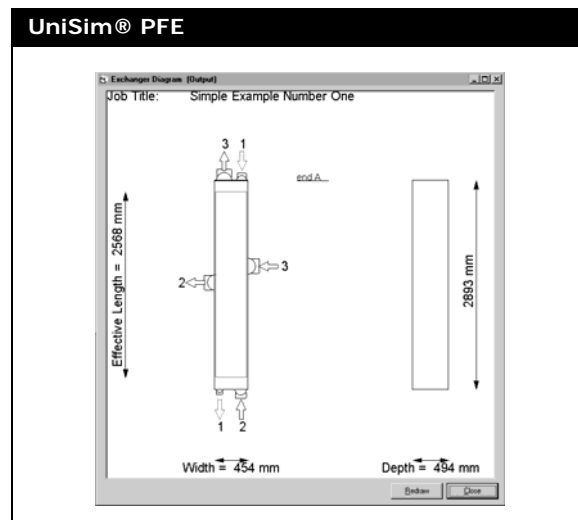 UniSim® PFE
Exchanger Diagram (Output)
Job Title: Simple Example Number One
3 1
end A
Effective Length = 2568 mm
3
2
2893 mm
1 2
Width = 454 mm
Depth = 494 mm
Redraw Close